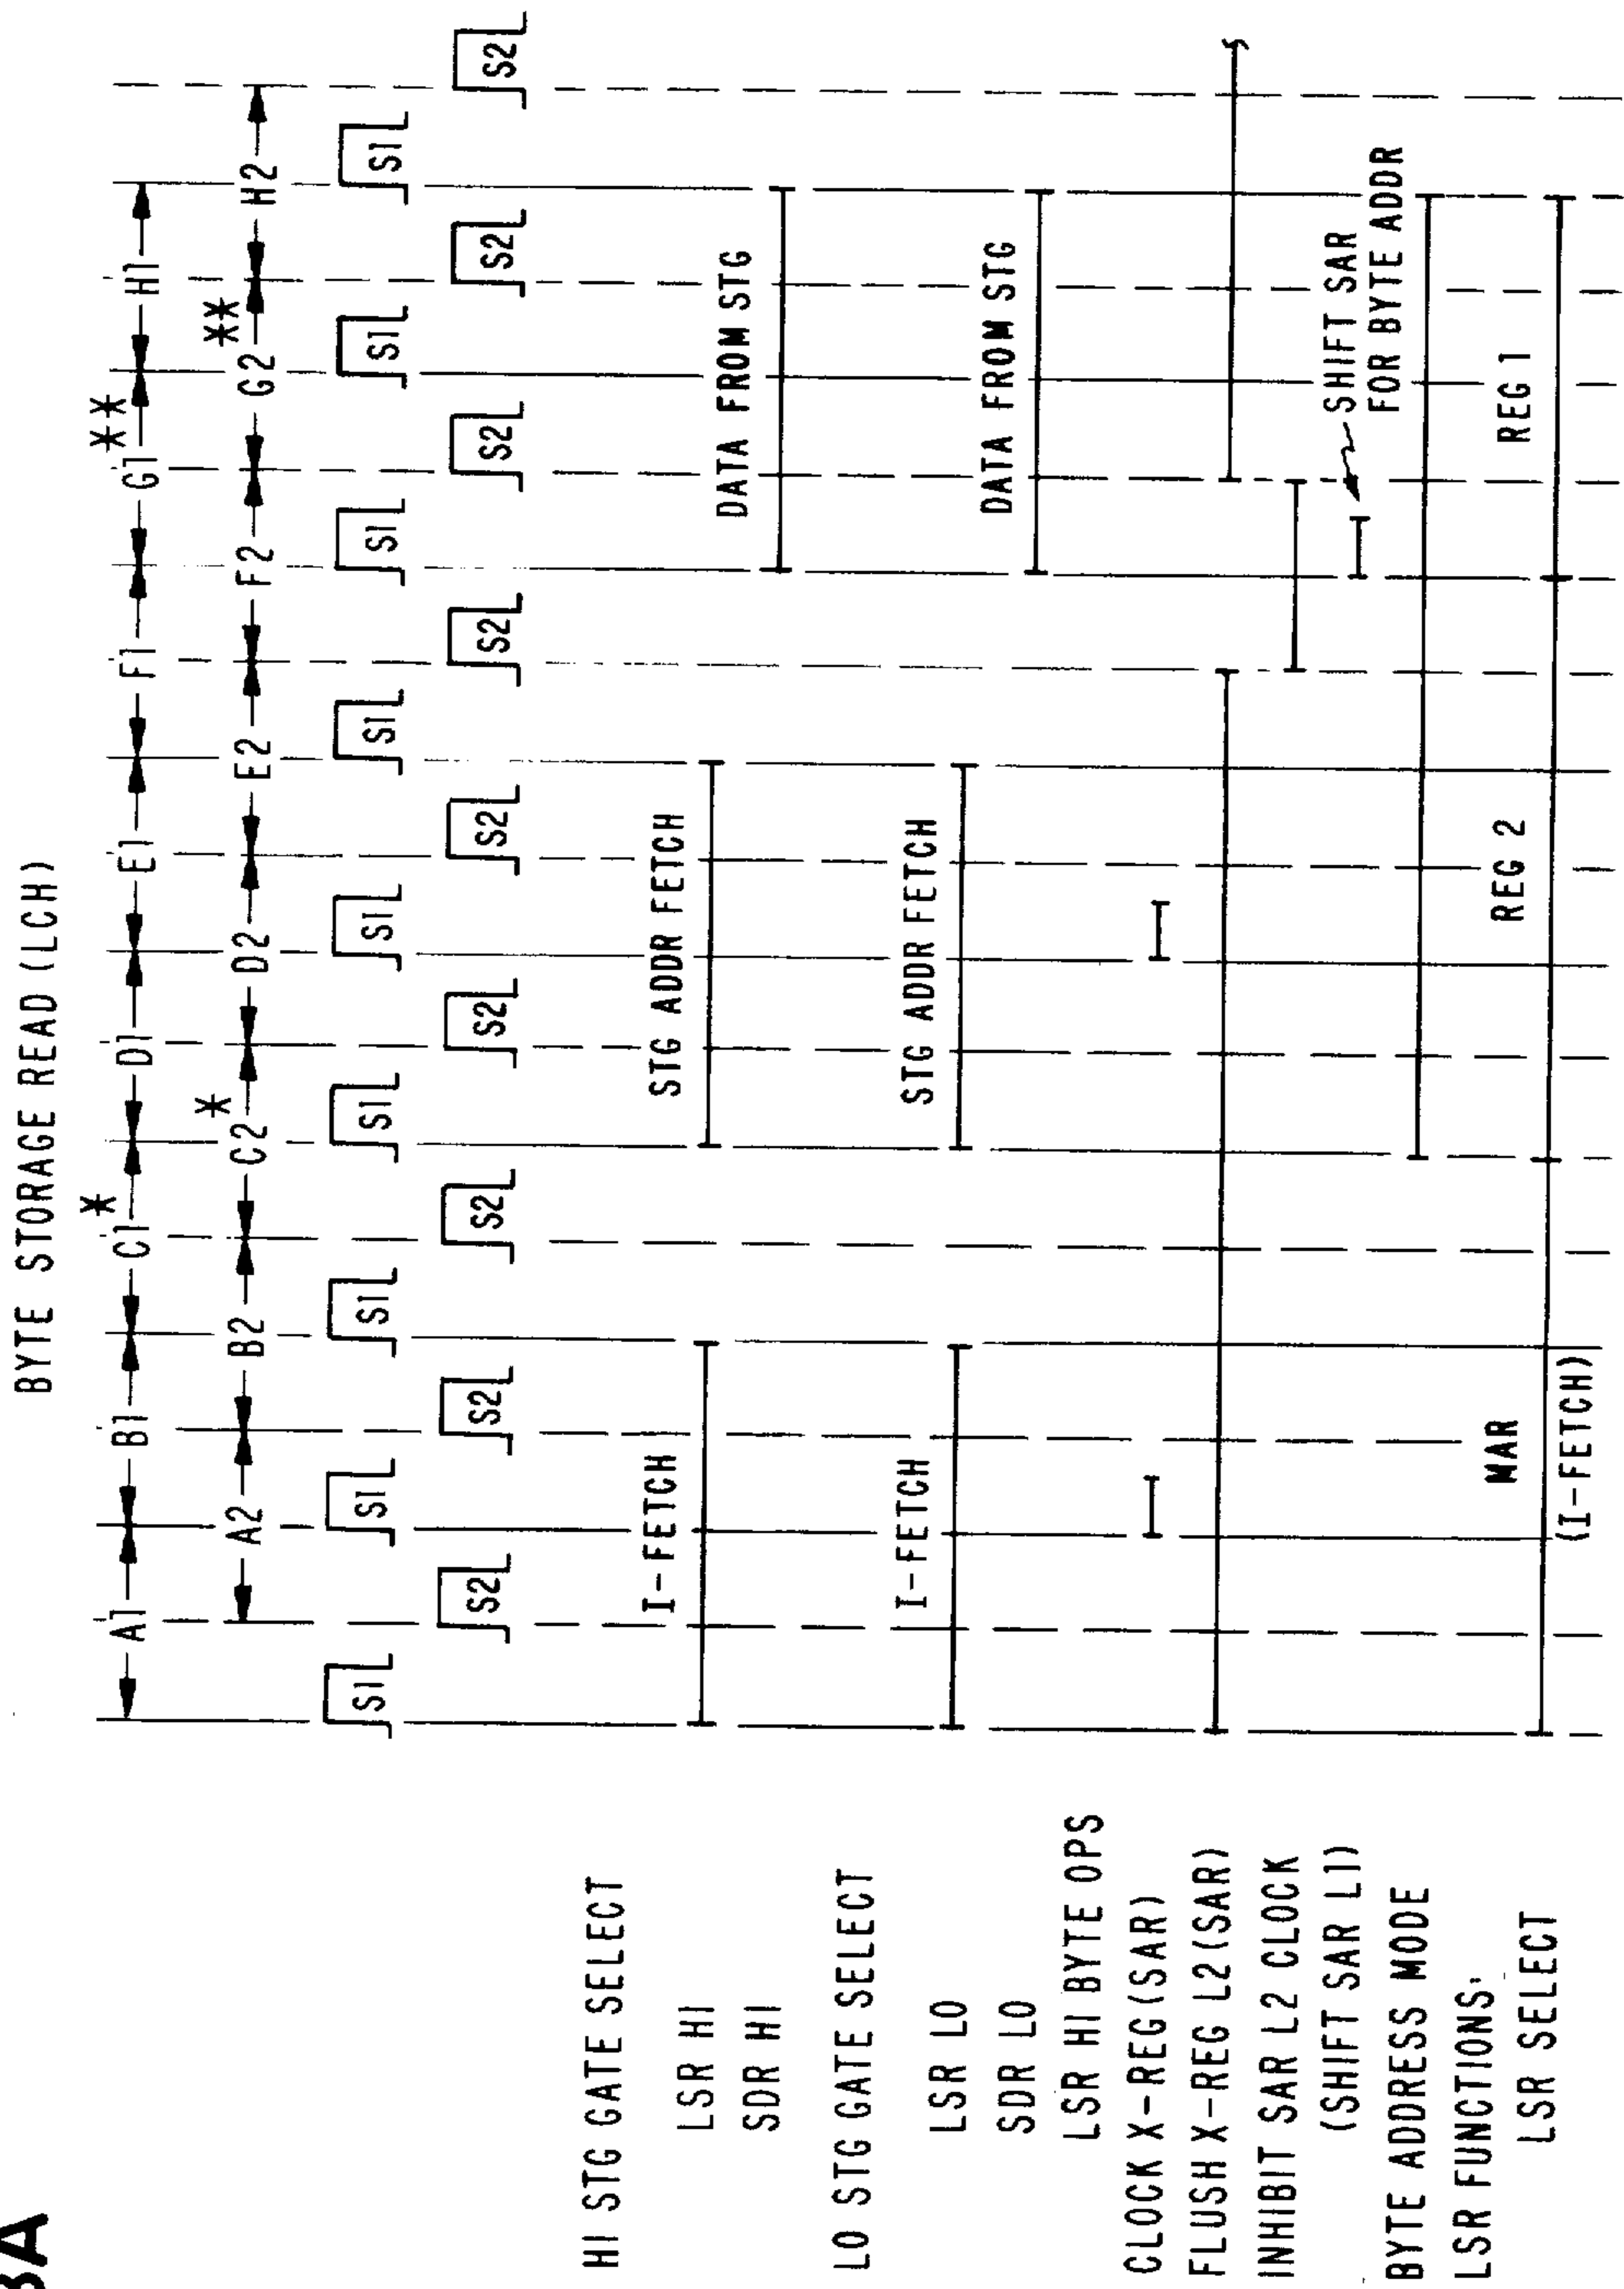 3A
BYTE STORAGE READ (LCH)
A1 B1 C1 * D1 E1 F1 G1 ** H1
A2 B2 C2 * D2 E2 F2 G2 ** H2
S1 S1 S1 S1 S1 S1 S1 S1 S1
S2 S2 S2 S2 S2 S2 S2 S2 S2
HI STG GATE SELECT
LSR HI I-FETCH STG ADDR FETCH
SDR HI DATA FROM STG
LO STG GATE SELECT
LSR LO I-FETCH STG ADDR FETCH
SDR LO DATA FROM STG
LSR HI BYTE OPS
CLOCK X-REG(SAR)
FLUSH X-REG L2(SAR)
INHIBIT SAR L2 CLOCK
(SHIFT SAR L1) SHIFT SAR
FOR BYTE ADDR
BYTE ADDRESS MODE
LSR FUNCTIONS.
LSR SELECT MAR REG 2 REG 1
(I-FETCH)